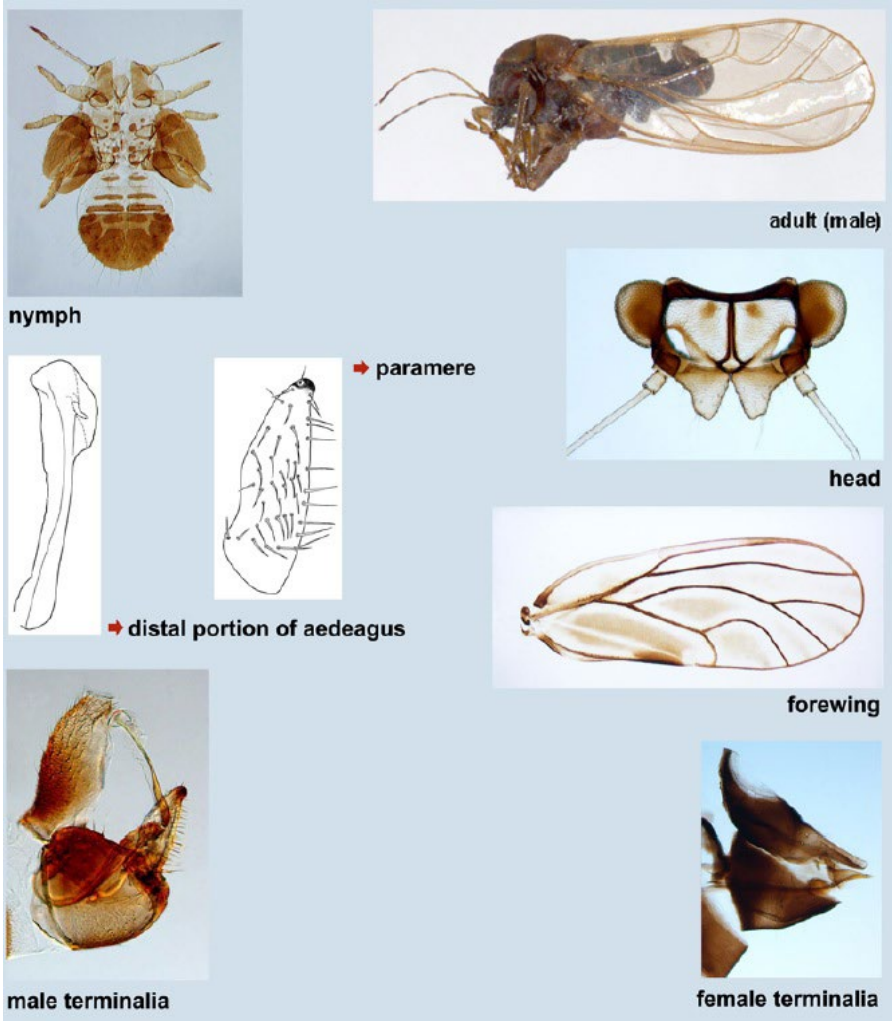 adult (male)
nymph
paramere
head
distal portion of aedeagus
forewing
male terminalia
female terminalia